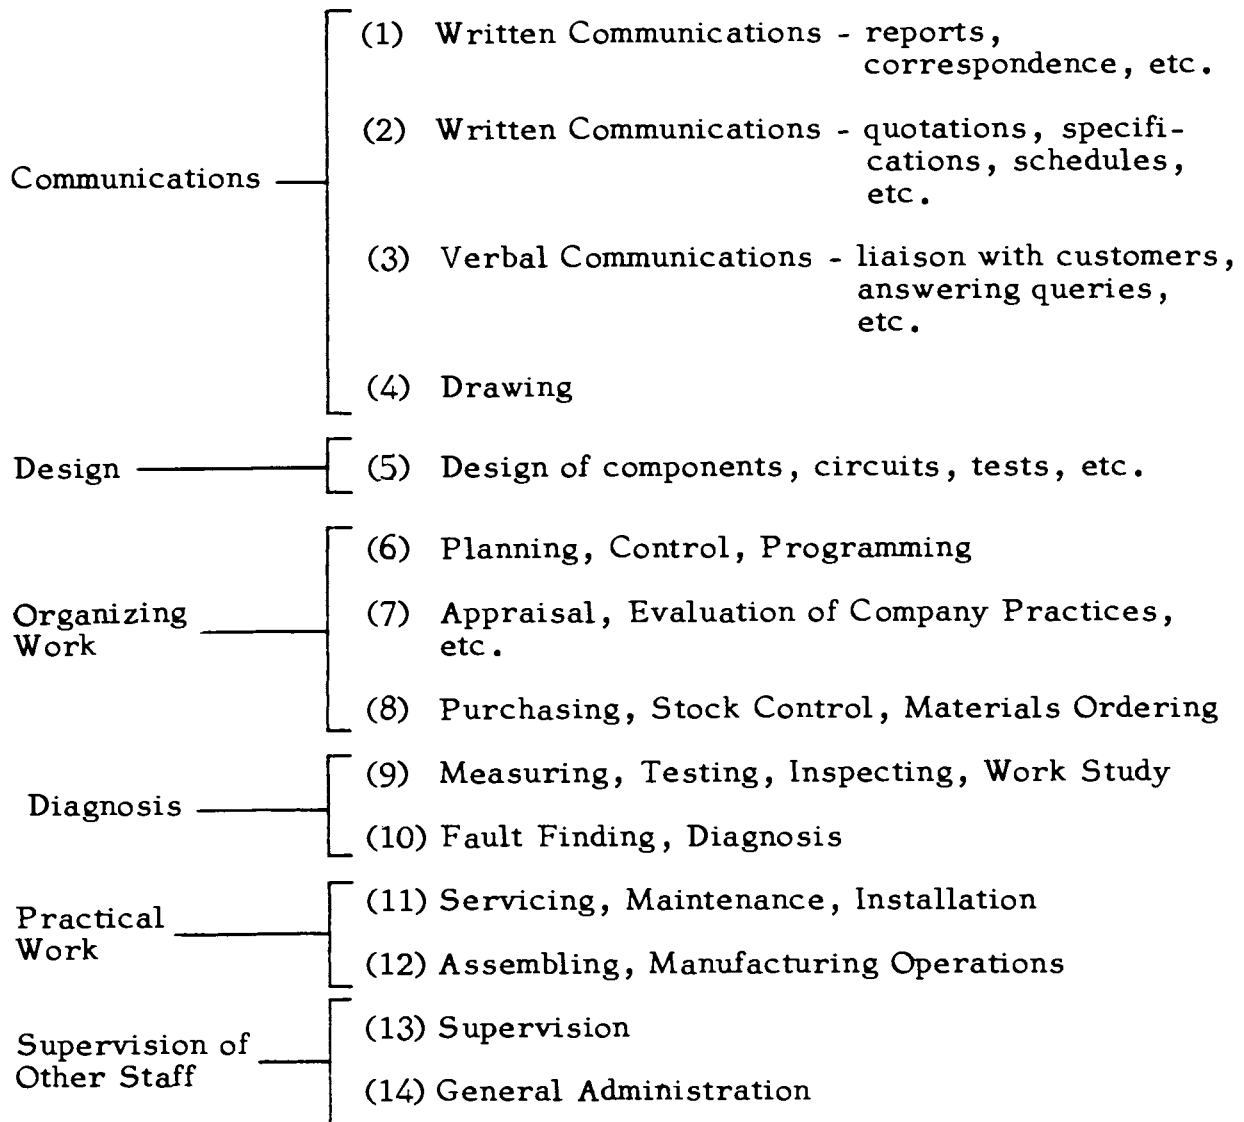 Communications
(1) Written Communications - reports,
correspondence, etc.
(2) Written Communications - quotations, specifi-
cations, schedules,
etc.
(3) Verbal Communications - liaison with customers,
answering queries,
etc.
(4) Drawing
Design
(5) Design of components, circuits, tests, etc.
Organizing
Work
(6) Planning, Control, Programming
(7) Appraisal, Evaluation of Company Practices,
etc.
(8) Purchasing, Stock Control, Materials Ordering
Diagnosis
(9) Measuring, Testing, Inspecting, Work Study
(10) Fault Finding, Diagnosis
Practical
Work
(11) Servicing, Maintenance, Installation
(12) Assembling, Manufacturing Operations
Supervision of
Other Staff
(13) Supervision
(14) General Administration